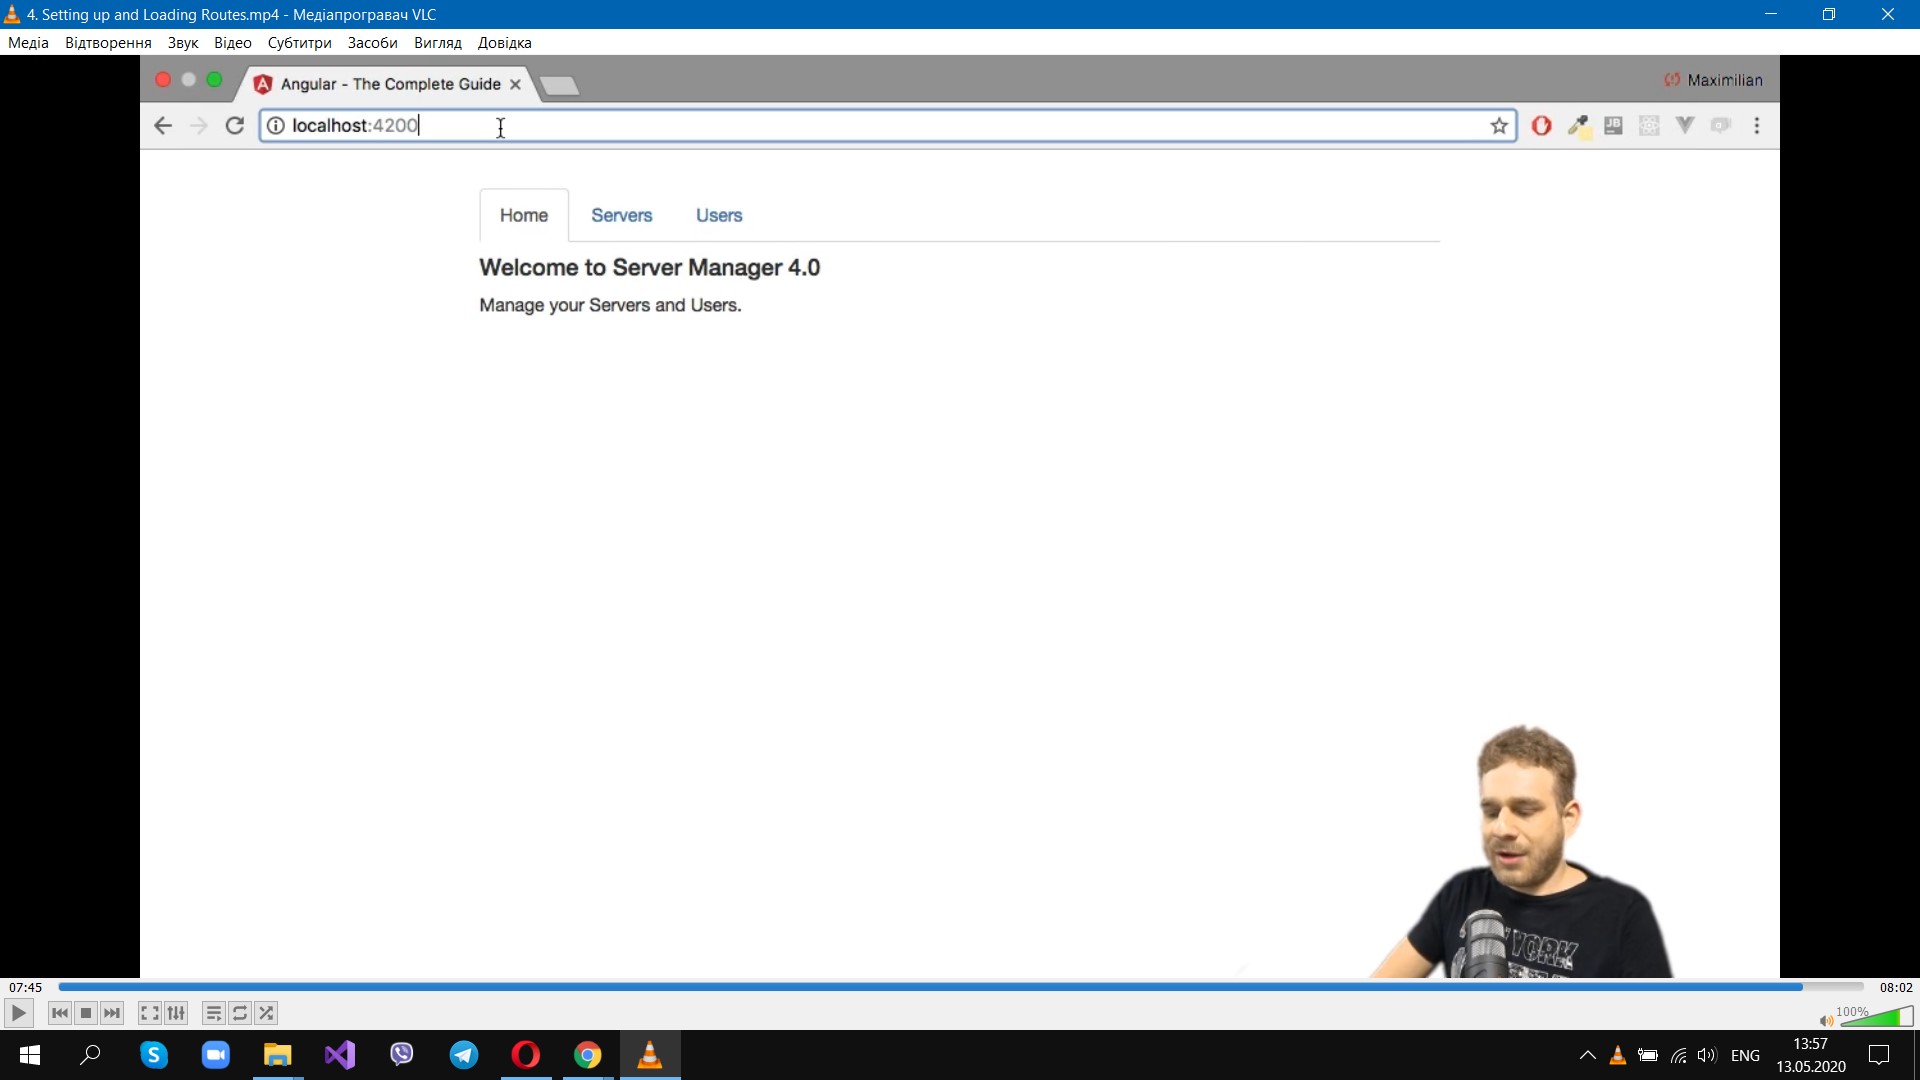 4. Setting up and Loading Routes.mp4 - Медіапрогравач VLC
Медіа Відтворення Звук Відео Субтитри Засоби Вигляд Довідка
Angular - The Complete Guide
Maximilian
localhost:4200
JB
Home Servers Users
Welcome to Server Manager 4.0
Manage your Servers and Users.
YORK
07:45
08:02
100%
ENG
13:57
13.05.2020